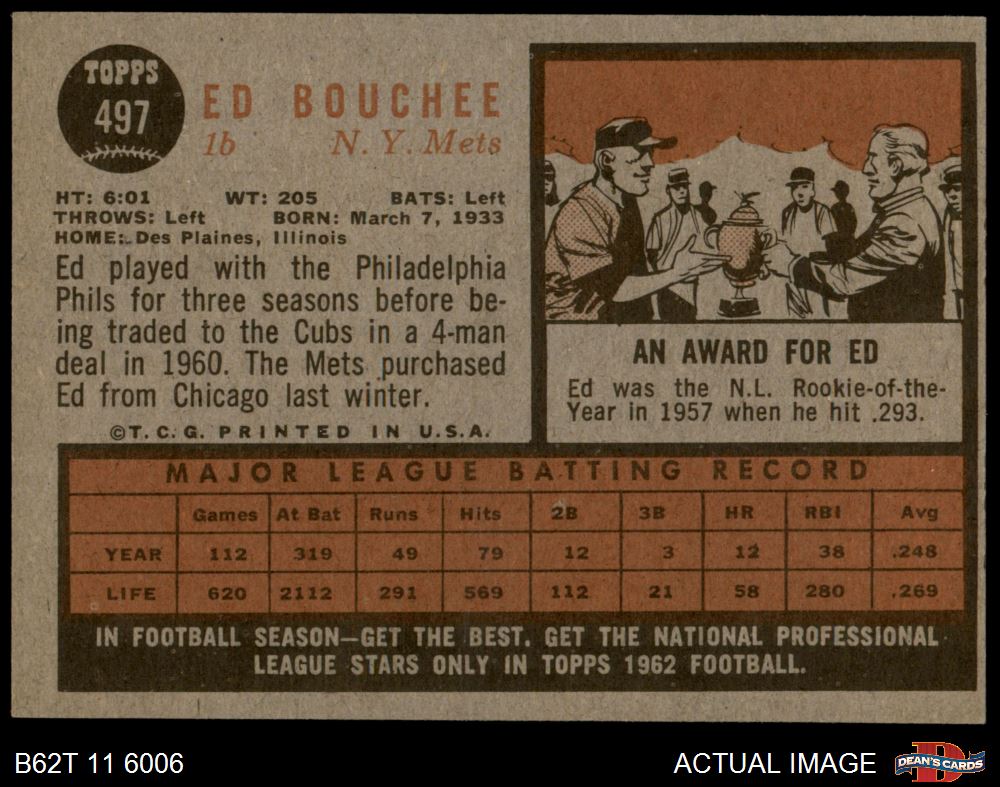 TOPPS
497
ED BOUCHEE
1b N. Y. Mets
HT: 6:01 WT: 205 BATS: Left
THROWS: Left BORN: March 7, 1933
HOME: Des Plaines, Illinois
Ed played with the Philadelphia
Phils for three seasons before be-
ing traded to the Cubs in a 4-man
deal in 1960. The Mets purchased
Ed from Chicago last winter.
©T. C. G. PRINTED IN U.S.A.
AN AWARD FOR ED
Ed was the N.L. Rookie-of-the-
Year in 1957 when he hit .293.
MAJOR LEAGUE BATTING RECORD
Games At Bat Runs Hits 2B 3B HR RBI Avg
YEAR 112 319 49 79 12 3 12 38 .248
LIFE 620 2112 291 569 112 21 58 280 .269
IN FOOTBALL SEASON—GET THE BEST. GET THE NATIONAL PROFESSIONAL
LEAGUE STARS ONLY IN TOPPS 1962 FOOTBALL.
B62T 11 6006 ACTUAL IMAGE DEAN'S CARDS